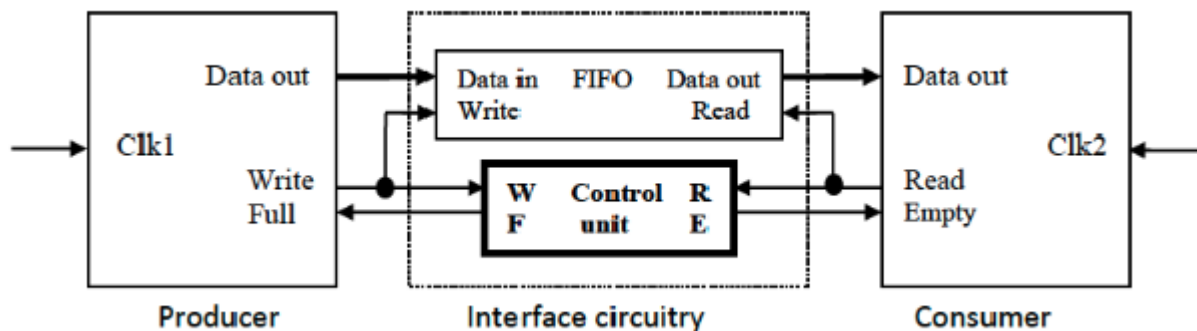 Data out
Clk1
Write
Full
Producer
Data in FIFO Data out
Write Read
W Control R
F unit E
Interface circuitry
Data out
Clk2
Read
Empty
Consumer